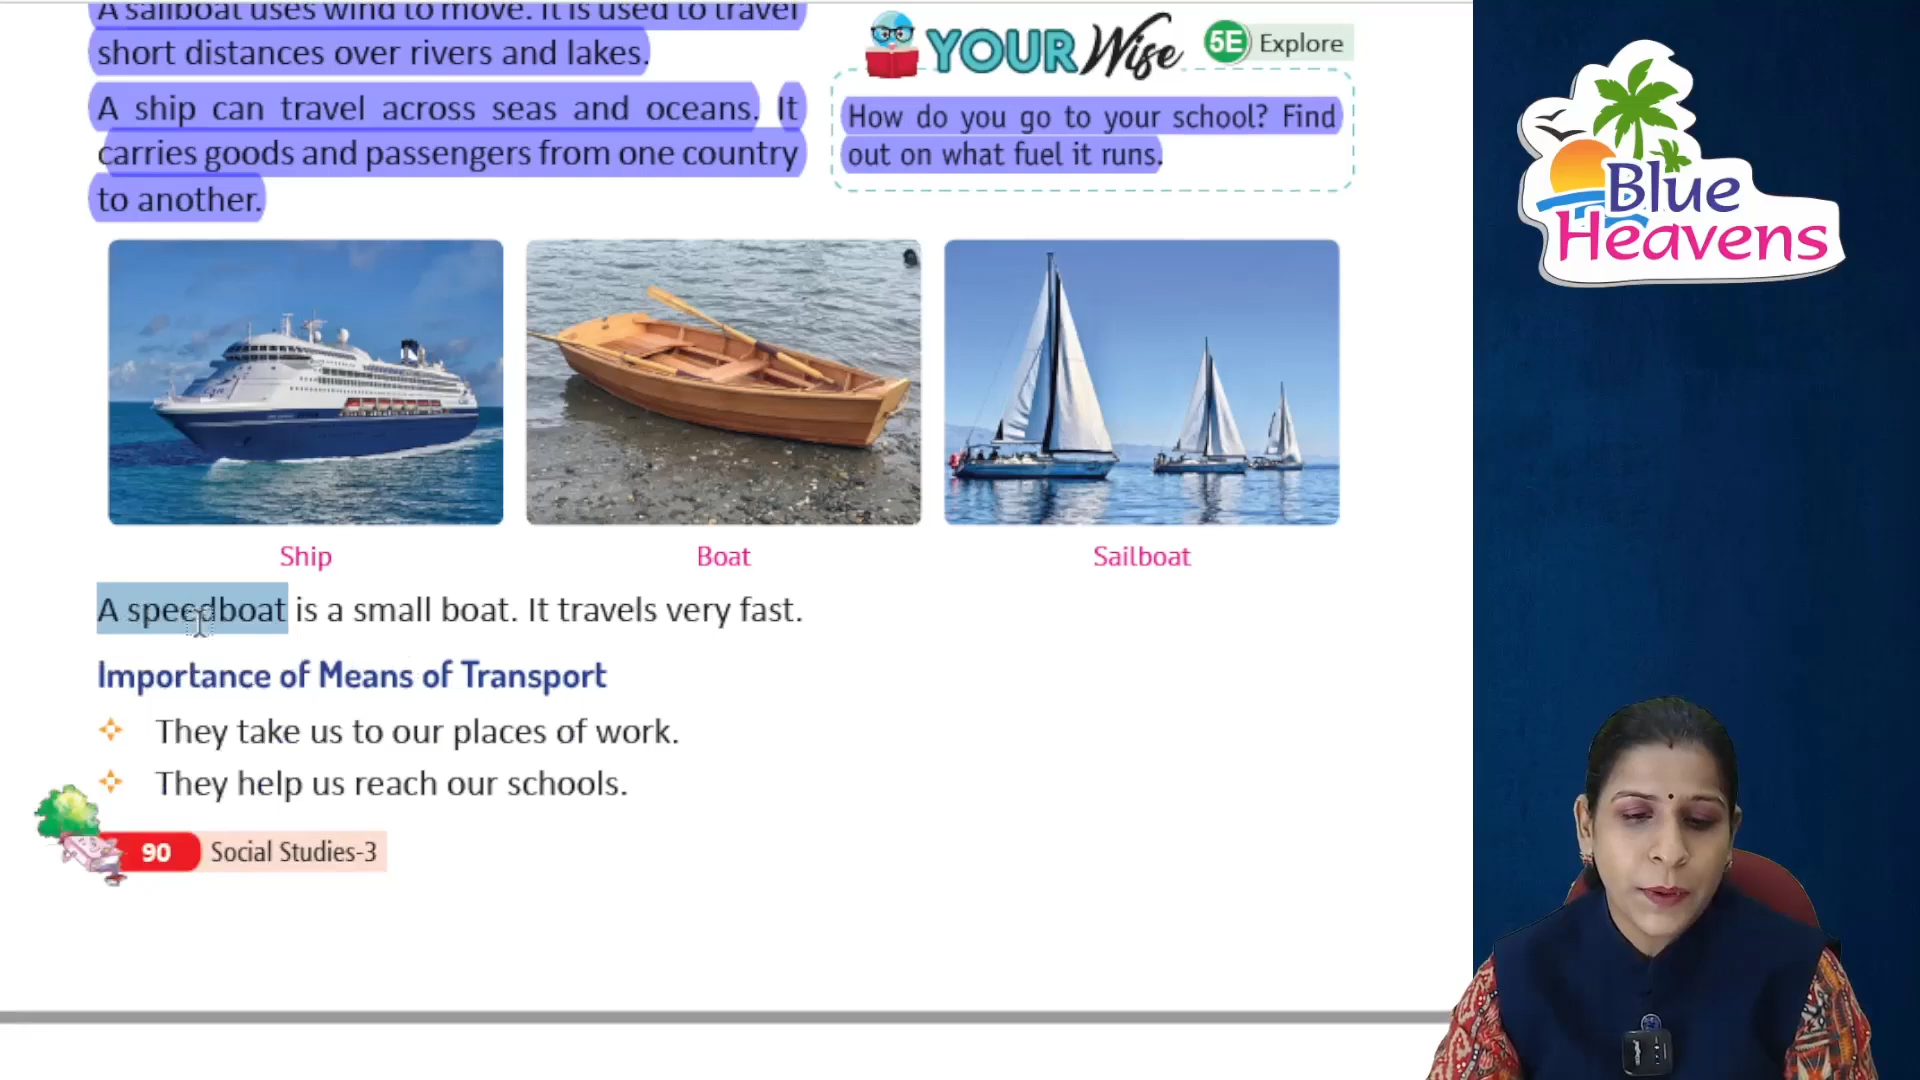 A sailboat uses wind to move. It is used to travel
short distances over rivers and lakes.
A ship can travel across seas and oceans. It
carries goods and passengers from one country
to another.
YOUR Wise
5E Explore
How do you go to your school? Find
out on what fuel it runs.
Ship
Boat
Sailboat
A speedboat is a small boat. It travels very fast.
Importance of Means of Transport
They take us to our places of work.
They help us reach our schools.
90 Social Studies-3
Blue
Heavens